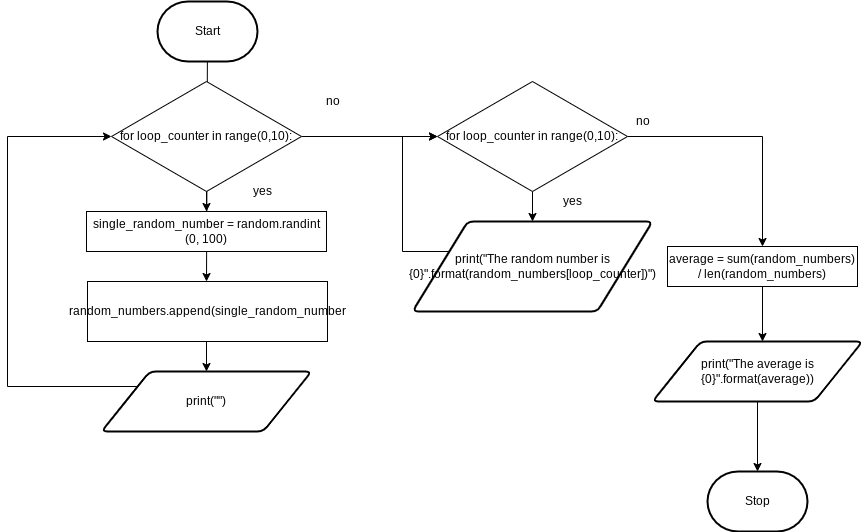 Start
no
for loop_counter in range(0,10):
yes
single_random_number = random.randint
(0, 100)
random_numbers.append(single_random_number
print("")
for loop_counter in range(0,10):
no
yes
print("The random number is
{0}".format(random_numbers[loop_counter])")
average = sum(random_numbers)
/ len(random_numbers)
print("The average is
{0}".format(average))
Stop